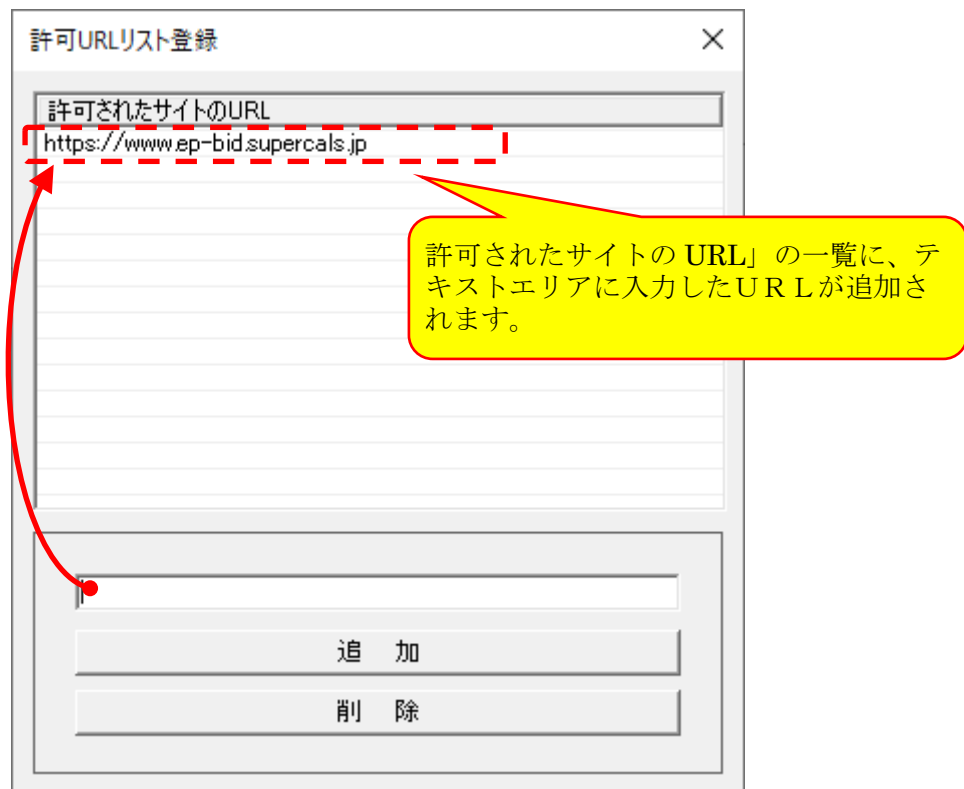 許可URLリスト登録
許可されたサイトのURL
https://www.ep-bid.supercals.jp
許可されたサイトの URL」の一覧に、テ
キストエリアに入力したＵＲＬが追加さ
れます。
追　加
削　除